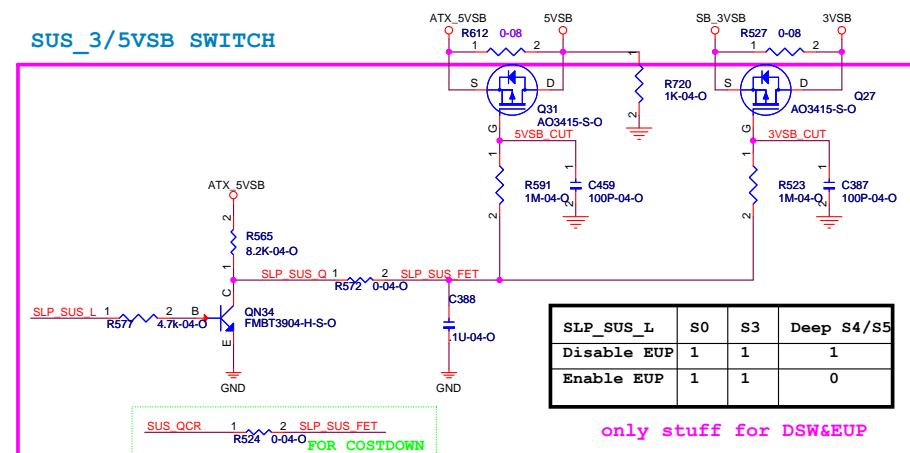 SUS_3/5VSB SWITCH
ATX_5VSB 5VSB
R612 0-08
1 2
S D
Q31
AO3415-S-O
G
5VSB_CUT
1
R720
1K-04-O
2
SB_3VSB 3VSB
R527 0-08
1 2
S D
Q27
AO3415-S-O
G
3VSB_CUT
1
R591
1M-04-O
2
1
C459
100P-04-O
2
1
R523
1M-04-O
2
1
C387
100P-04-O
2
ATX_5VSB
2
R565
8.2K-04-O
1
SLP_SUS_Q 1 2 SLP_SUS_FET
R572 0-04-O
C
SLP_SUS_L 1 2 B
R577 4.7k-04-O
QN34
FMBT3904-H-S-O
E
GND
C388
.1U-04-O
GND
SLP_SUS_L S0 S3 Deep S4/S5
Disable EUP 1 1 1
Enable EUP 1 1 0
SUS_QCR 1 2 SLP_SUS_FET
R524 0-04-O
FOR COSTDOWN
only stuff for DSW&EUP